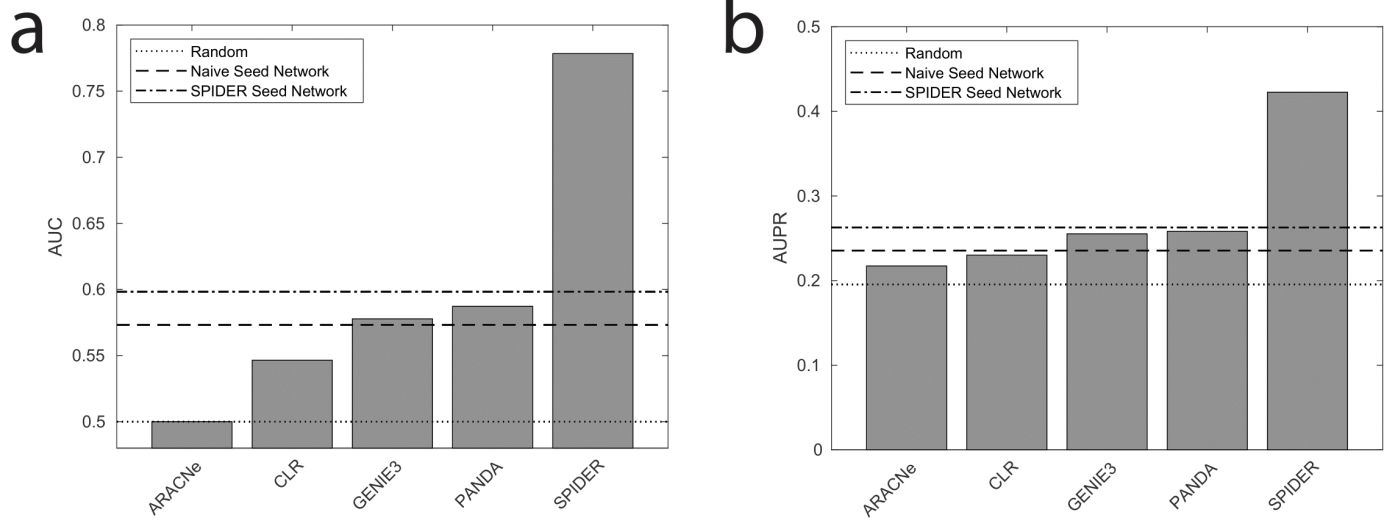 a
0.8
0.75
0.7
0.65
0.6
0.55
0.5
AUC
Random
Naive Seed Network
SPIDER Seed Network
ARACNe
CLR
GENIE3
PANDA
SPIDER
b
0.5
0.4
0.3
0.2
0.1
0
AUPR
Random
Naive Seed Network
SPIDER Seed Network
ARACNe
CLR
GENIE3
PANDA
SPIDER